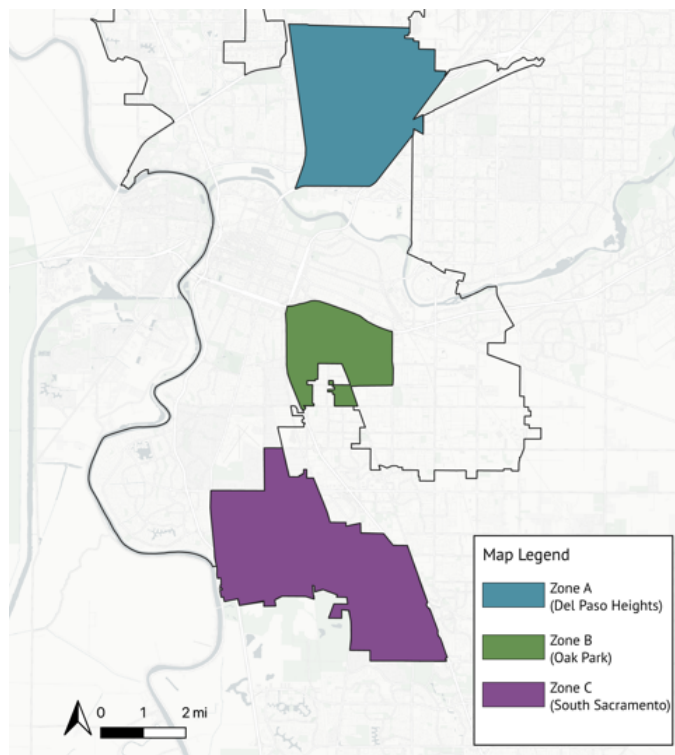 Map Legend
Zone A
(Del Paso Heights)
Zone B
(Oak Park)
Zone C
(South Sacramento)
0 1 2 mi